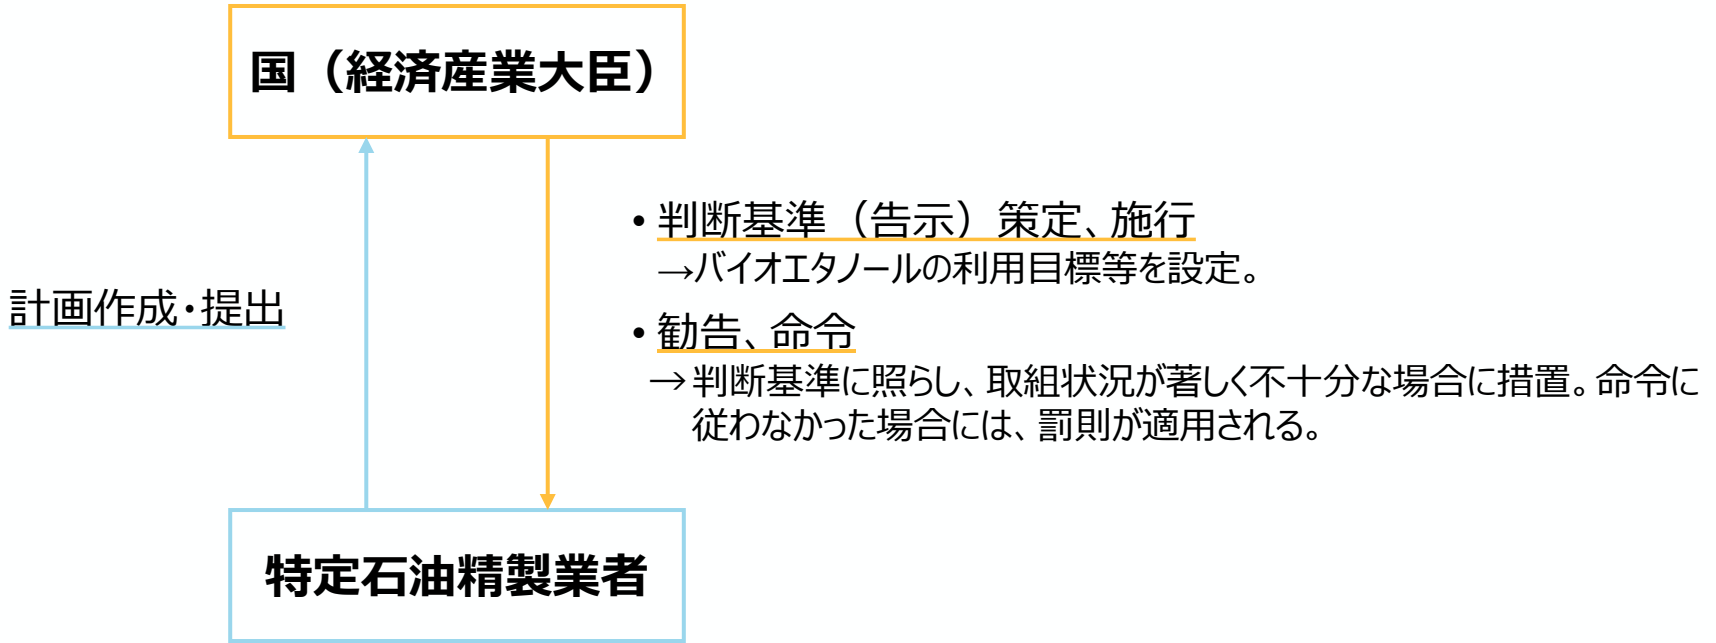 国（経済産業大臣）
計画作成・提出
• 判断基準（告示）策定、施行
→バイオエタノールの利用目標等を設定。
• 勧告、命令
→ 判断基準に照らし、取組状況が著しく不十分な場合に措置。命令に
従わなかった場合には、罰則が適用される。
特定石油精製業者